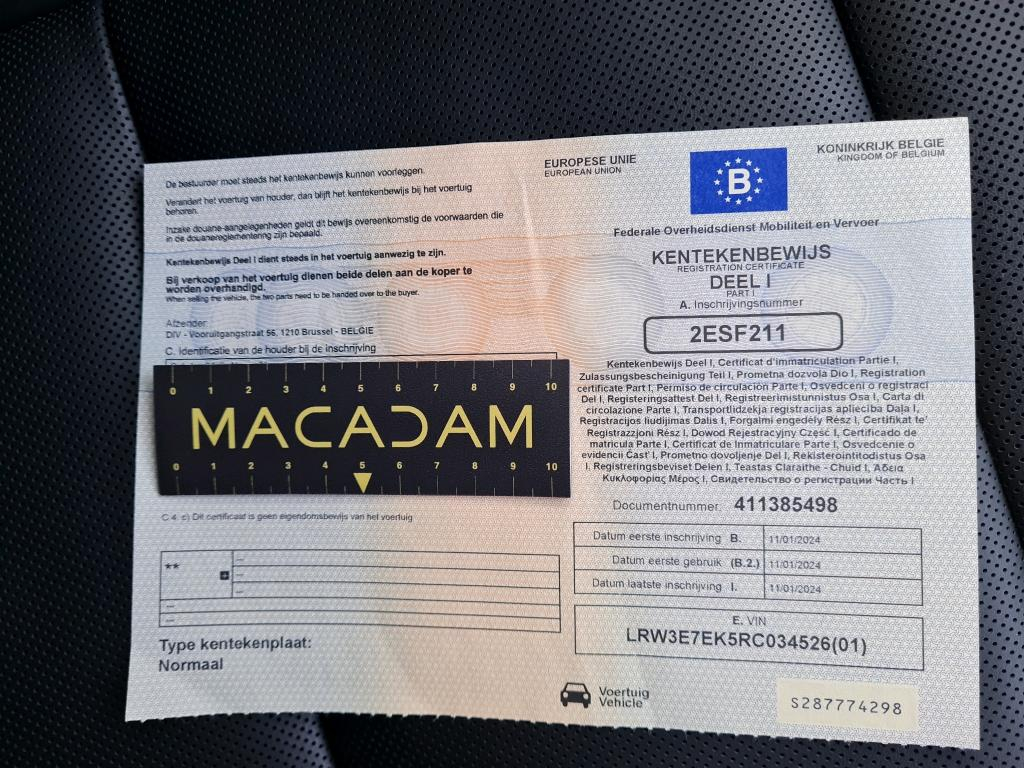 De bestuurder moet steeds het kentekenbewijs kunnen voorleggen.
Verandert het voertuig van houder, dan blijft het kentekenbewijs bij het voertuig
behoren.
Inzake douane-aangelegenheden geldt dit bewijs overeenkomstig de voorwaarden die
in de douanereglementering zijn bepaald.
Kentekenbewijs Deel I dient steeds in het voertuig aanwezig te zijn.
Bij verkoop van het voertuig dienen beide delen aan de koper te
worden overhandigd.
When selling the vehicle, the two parts need to be handed over to the buyer.
Afzender:
DIV - Vooruitgangstraat 56, 1210 Brussel - BELGIE
C. Identificatie van de houder bij de inschrijving
0 1 2 3 4 5 6 7 8 9 10
MACADAM
0 1 2 3 4 5 6 7 8 9 10
C 4. c) Dit certificaat is geen eigendomsbewijs van het voertuig
**
+
---
---
---
---
---
Type kentekenplaat:
Normaal
EUROPESE UNIE
EUROPEAN UNION
B
KONINKRIJK BELGIE
KINGDOM OF BELGIUM
Federale Overheidsdienst Mobiliteit en Vervoer
KENTEKENBEWIJS
REGISTRATION CERTIFICATE
DEEL I
PART I
A. Inschrijvingsnummer
2ESF211
Kentekenbewijs Deel I, Certificat d'immatriculation Partie I,
Zulassungsbescheinigung Teil I, Prometna dozvola Dio I, Registration
certificate Part I, Permiso de circulación Parte I, Osvedceni o registraci
Del I, Registeringsattest Del I, Registreerimistunnistus Osa I, Carta di
circolazione Parte I, Transportlidzekja registracijas aplieciba Daļa I,
Registracijos liudijimas Dalis I, Forgalmi engedély Rész I, Certifikat te'
Registrazzjoni Rész I, Dowod Rejestracyjny Część I, Certificado de
matricula Parte I, Certificat de Inmatriculare Parte I, Osvedcenie o
evidencii Čast' I, Prometno dovoljenje Del I, Rekisterointitodistus Osa
I, Registreringsbeviset Delen I, Teastas Claraithe - Chuid I, Άδεια
Κυκλοφορίας Μέρος I, Свидетельство о регистрации Часть I
Documentnummer: 411385498
Datum eerste inschrijving B. 11/01/2024
Datum eerste gebruik (B.2.) 11/01/2024
Datum laatste inschrijving I. 11/01/2024
E. VIN
LRW3E7EK5RC034526(01)
Voertuig
Vehicle
S287774298